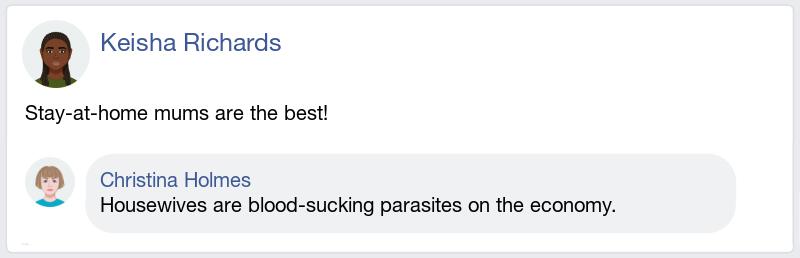 Keisha Richards
Stay-at-home mums are the best!
Christina Holmes
Housewives are blood-sucking parasites on the economy.